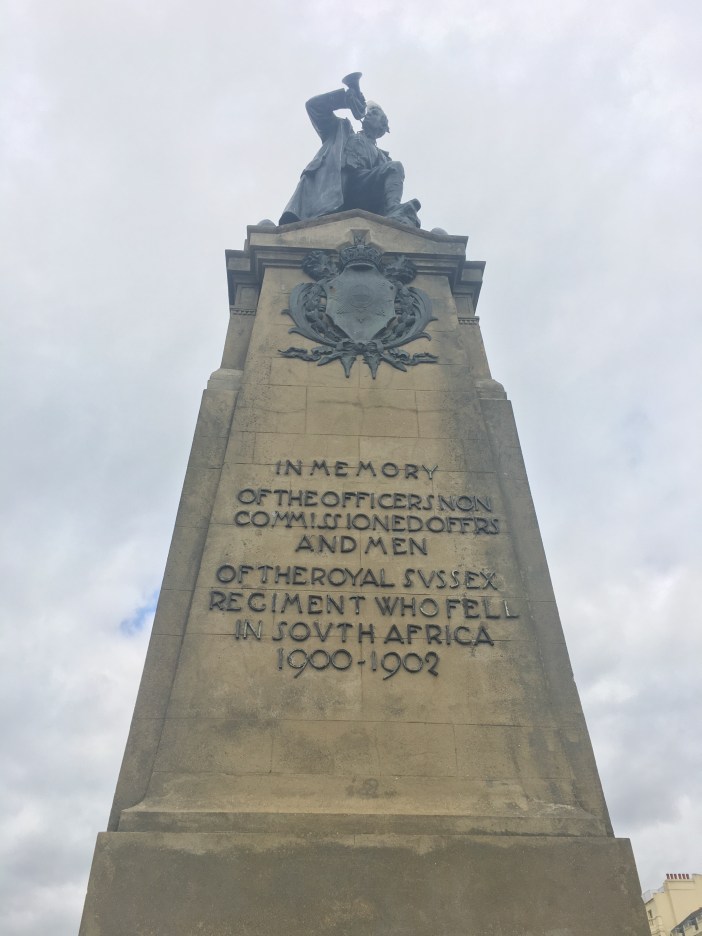 IN MEMORY
OF THE OFFICERS NON
COMMISSIONED OFFRS
AND MEN
OF THE ROYAL SVSSEX
REGIMENT WHO FELL
IN SOVTH AFRICA
1900-1902